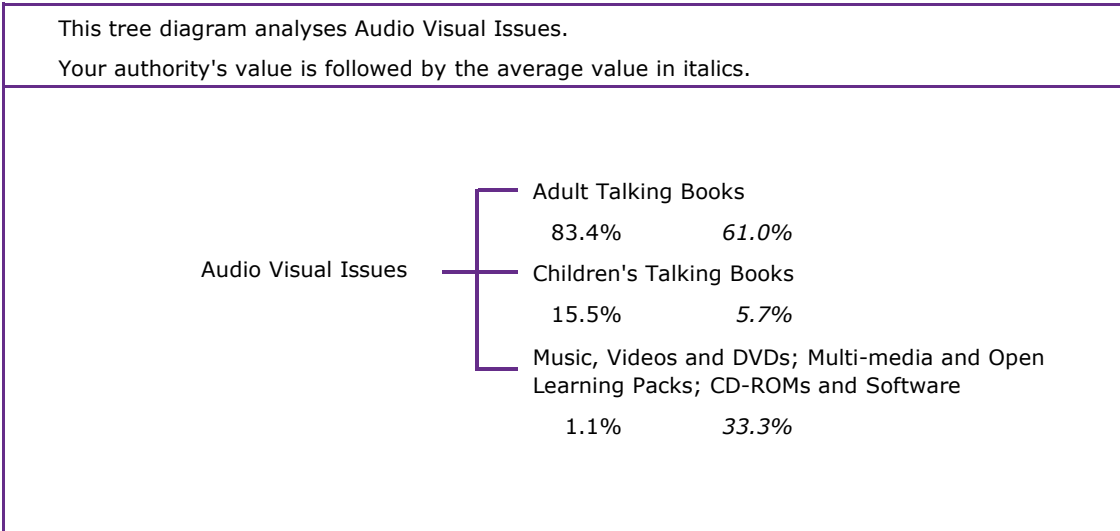 This tree diagram analyses Audio Visual Issues.
Your authority's value is followed by the average value in italics.
Adult Talking Books
83.4% 61.0%
Audio Visual Issues
Children's Talking Books
15.5% 5.7%
Music, Videos and DVDs; Multi-media and Open
Learning Packs; CD-ROMs and Software
1.1% 33.3%